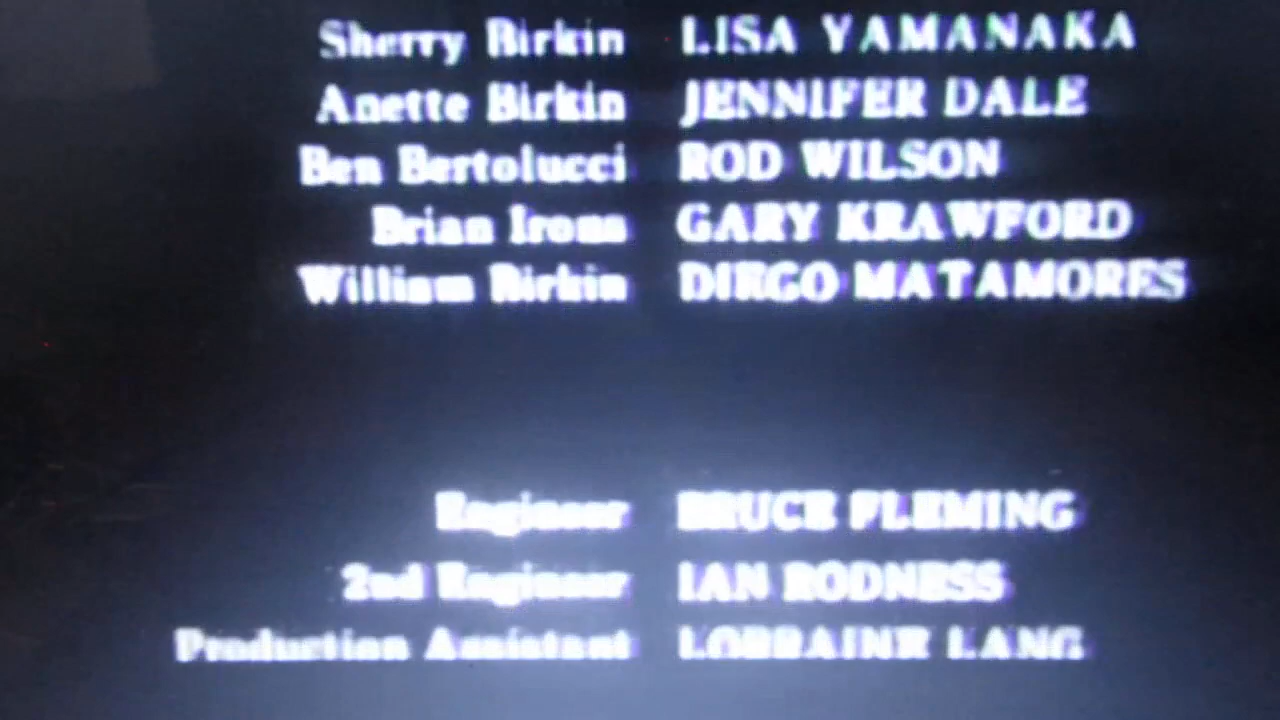 Sherry Birkin LISA YAMANAKA
Anette Birkin JENNIFER DALE
Ben Bertolucci ROD WILSON
Brian Irons GARY KRAWFORD
William Birkin DIEGO MATAMORES
Engineer BRUCE FLEMING
2nd Engineer IAN RODNESS
Production Assistant LORRAINE LANG